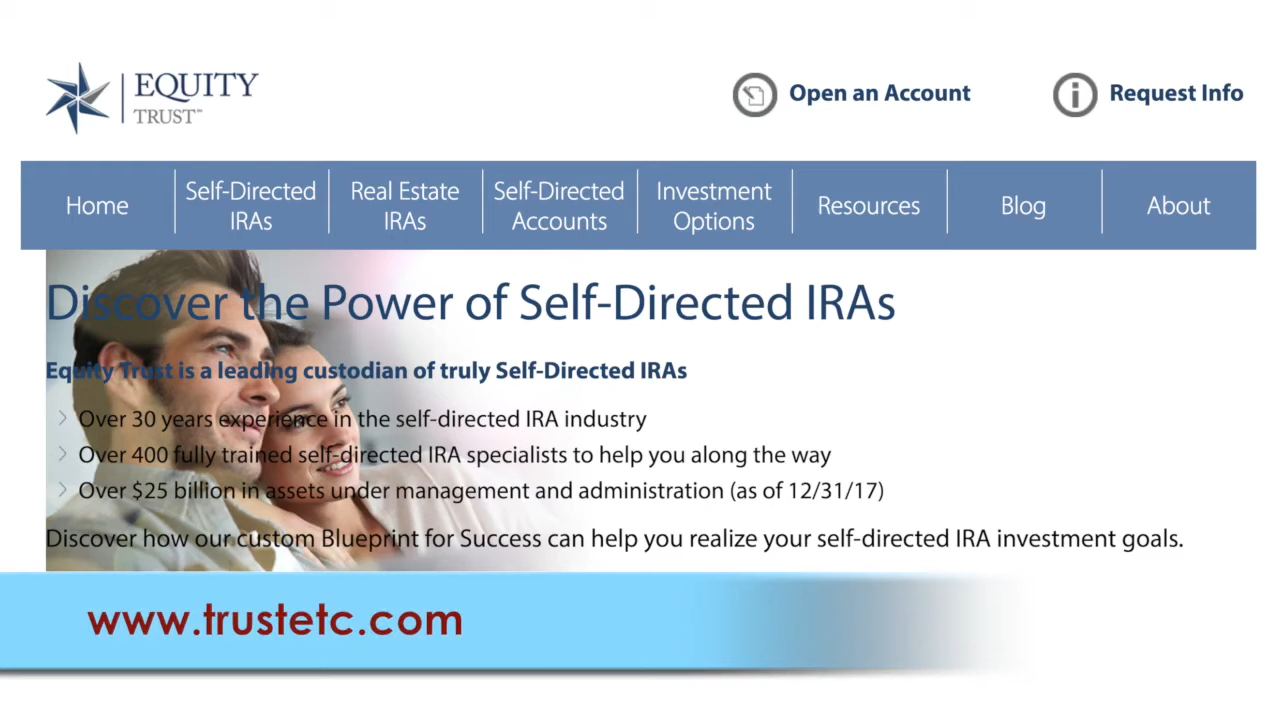 EQUITY
TRUST℠
Open an Account
Request Info
Home
Self-Directed
IRAs
Real Estate
IRAs
Self-Directed
Accounts
Investment
Options
Resources
Blog
About
Discover the Power of Self-Directed IRAs
Equity Trust is a leading custodian of truly Self-Directed IRAs
Over 30 years experience in the self-directed IRA industry
Over 400 fully trained self-directed IRA specialists to help you along the way
Over $25 billion in assets under management and administration (as of 12/31/17)
Discover how our custom Blueprint for Success can help you realize your self-directed IRA investment goals.
www.trustetc.com